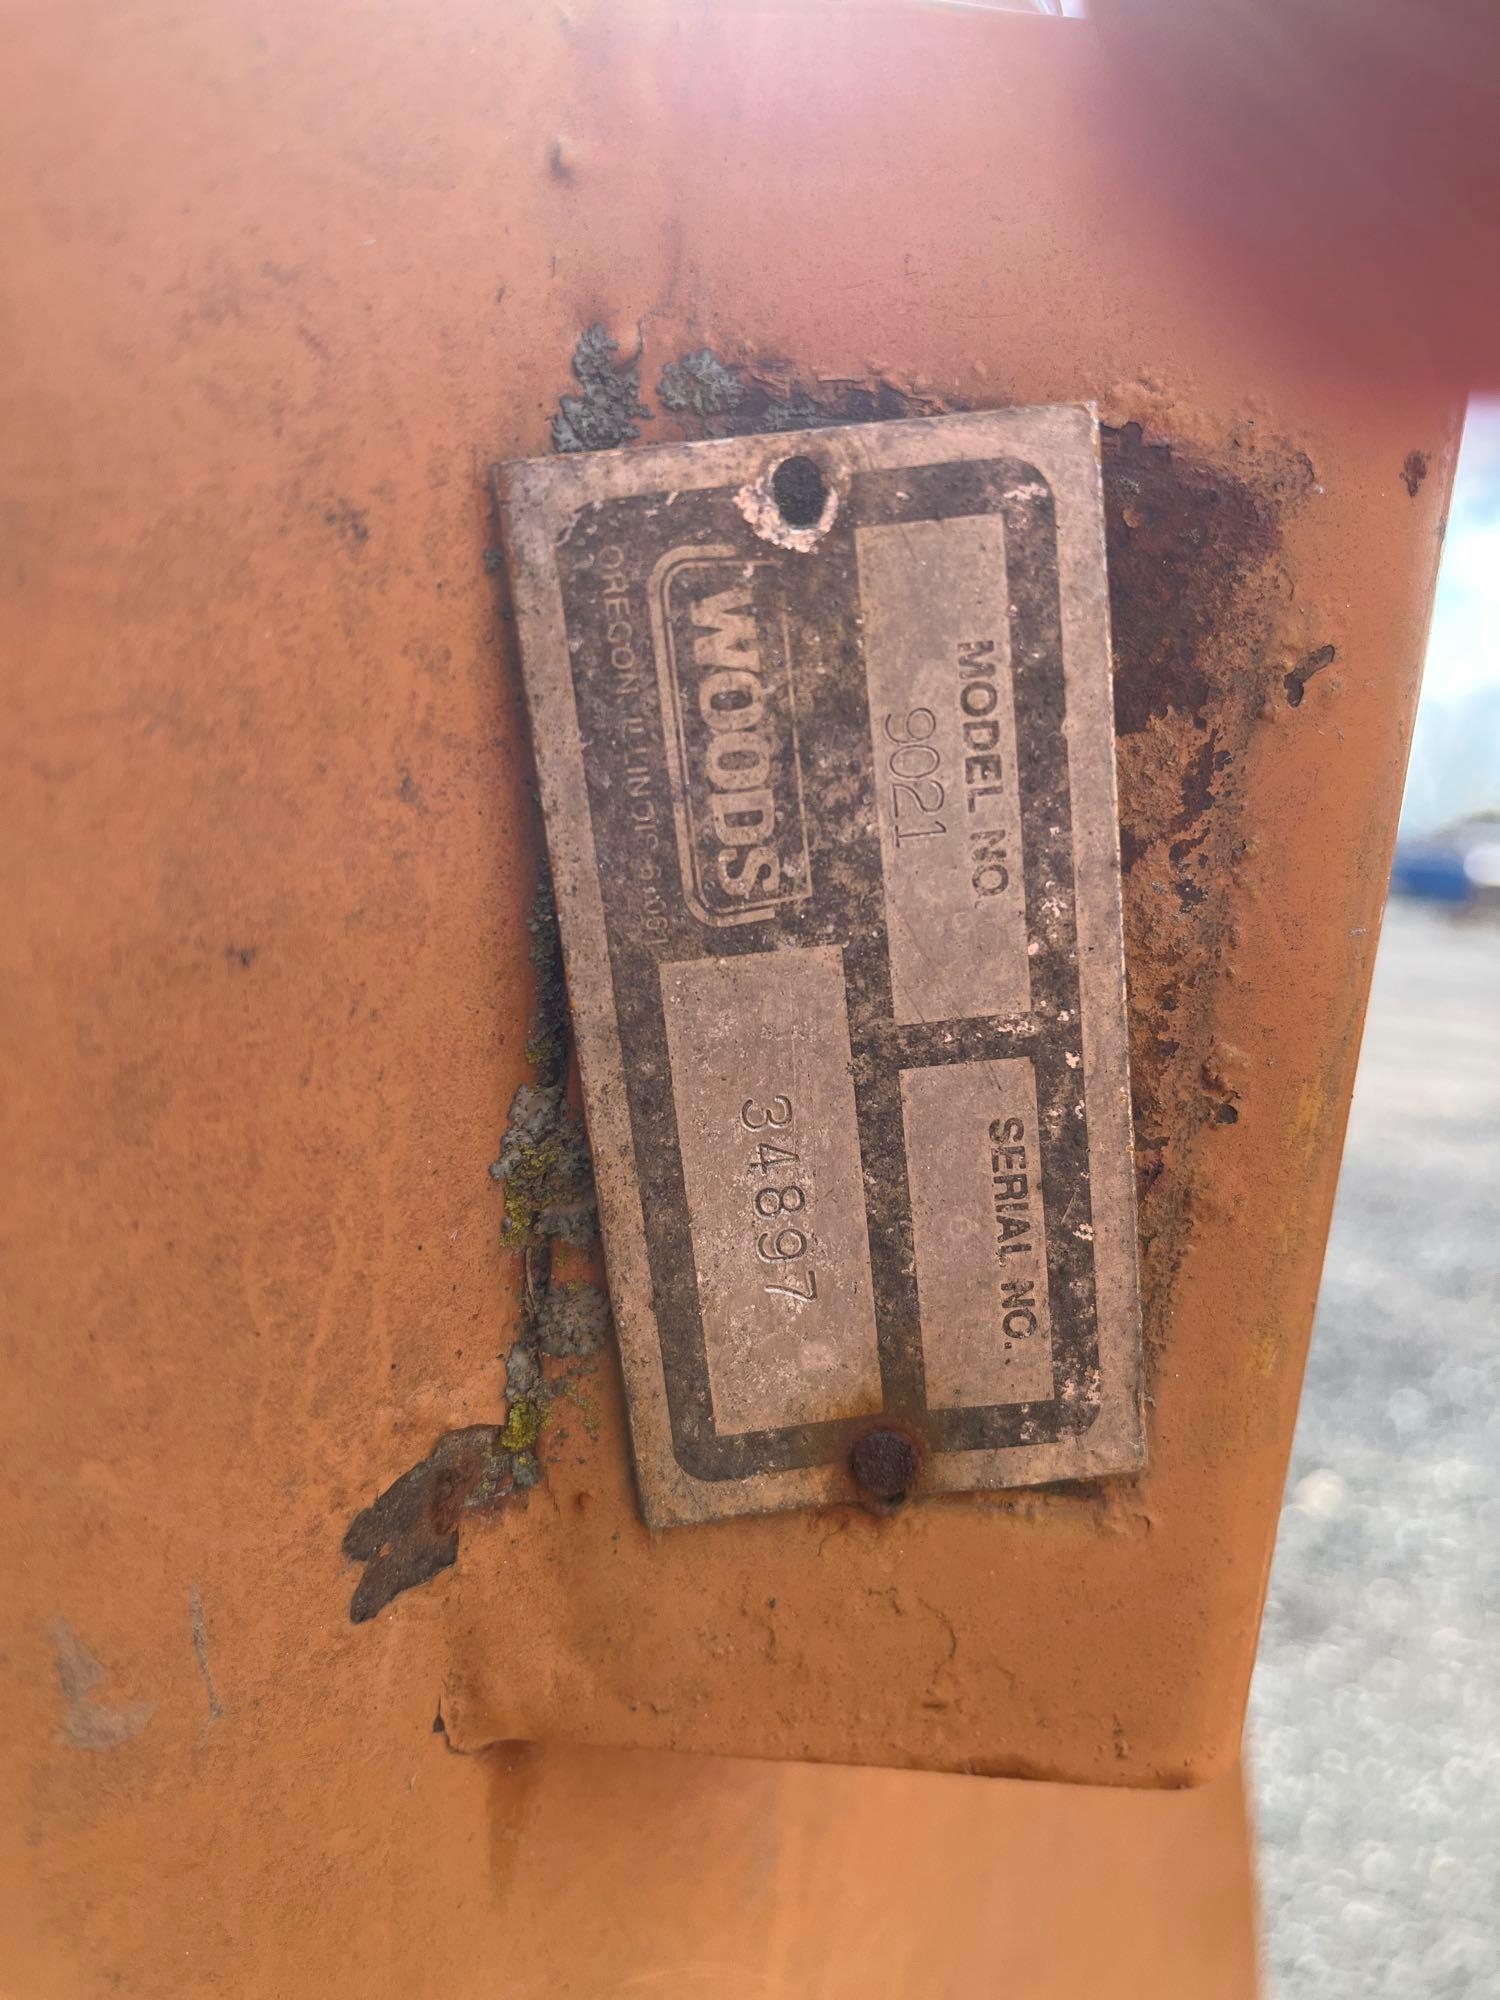 MODEL NO.
9021
SERIAL NO.
WOODS
34897
OREGON, ILLINOIS 61061